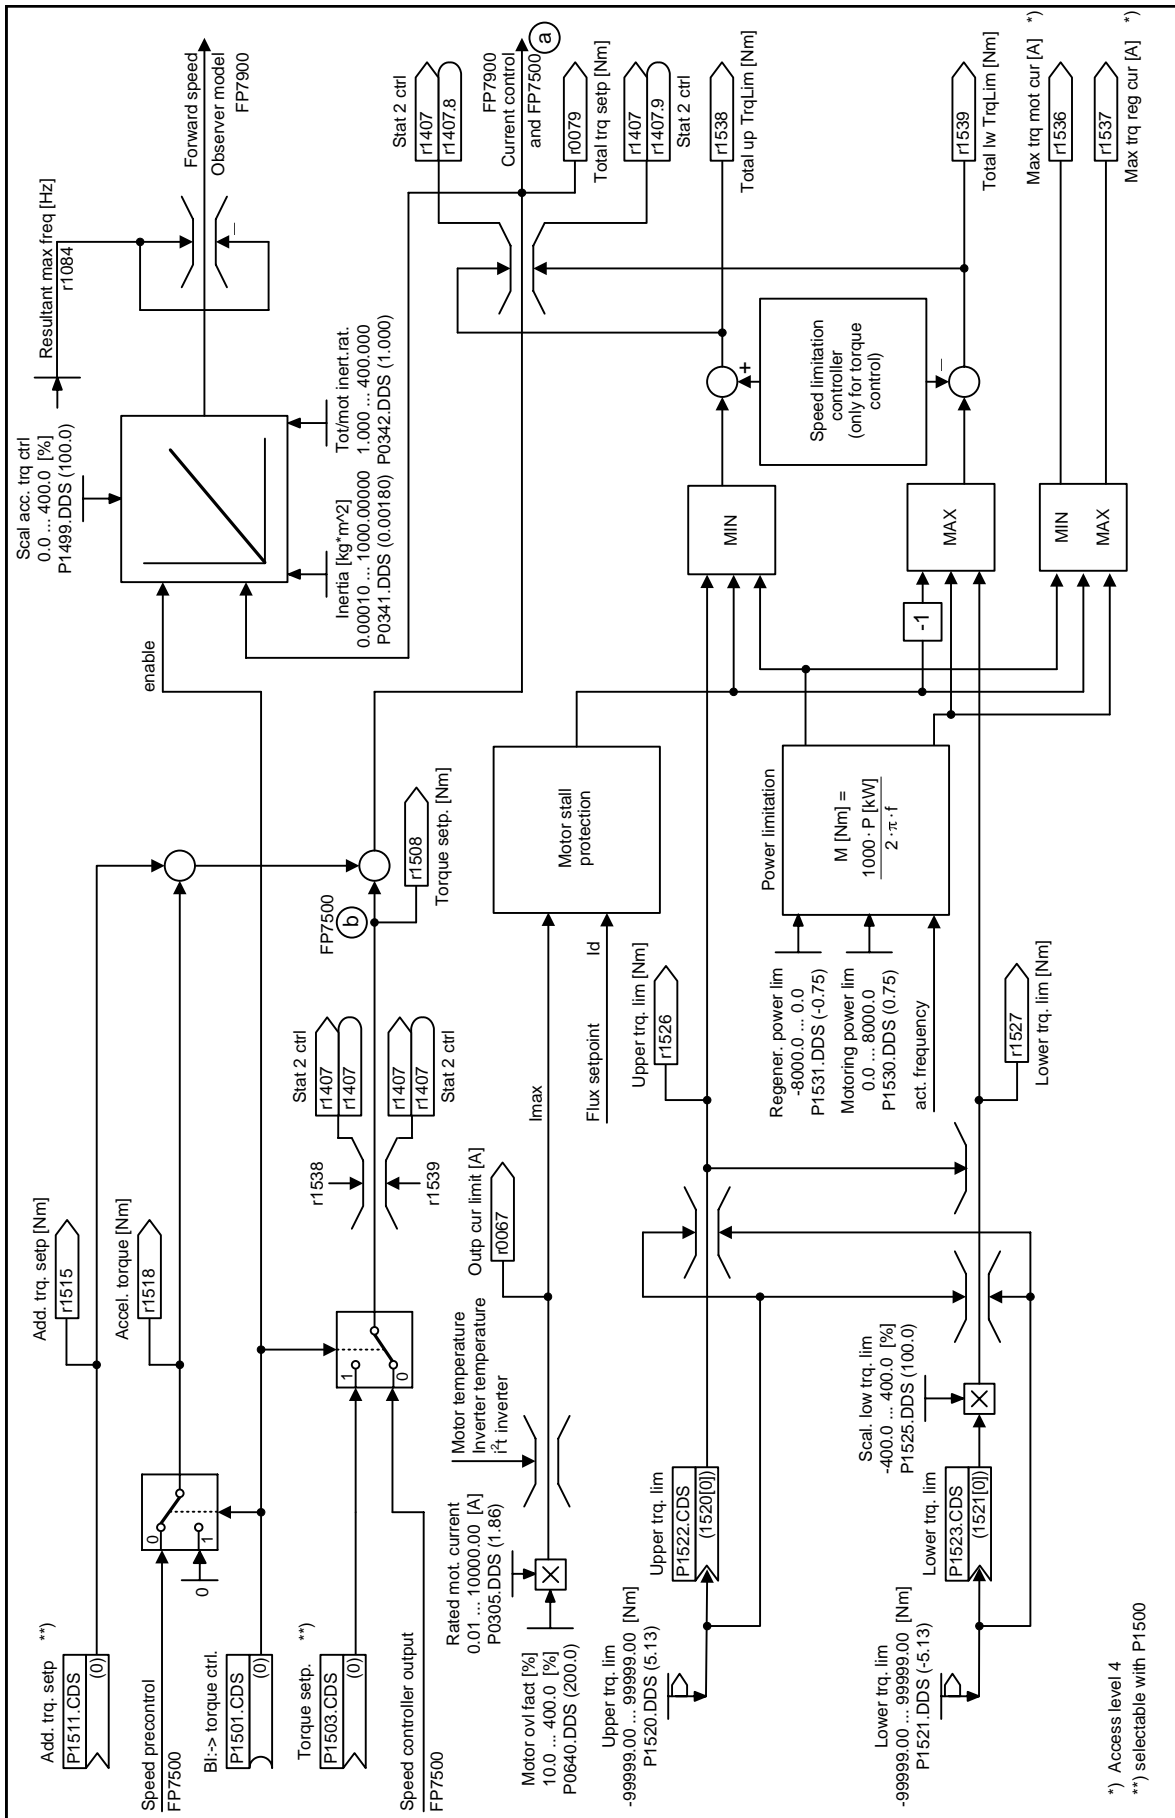 Add. trq. setp **)
P1511.CDS
(0)
Speed precontrol
FP7500
BI:-> torque ctrl.
P1501.CDS
(0)
Torque setp. **)
P1503.CDS
(0)
Speed controller output
FP7500
0
1
0
Add. trq. setp [Nm]
r1515
Accel. torque [Nm]
r1518
1
0
r1538
r1539
Stat 2 ctrl
r1407
r1407
r1407
r1407
Stat 2 ctrl
FP7500
b
r1508
Torque setp. [Nm]
enable
Scal acc. trq ctrl
0.0 ... 400.0 [%]
P1499.DDS (100.0)
Inertia [kg*m^2]
0.00010 ... 1000.00000
P0341.DDS (0.00180)
Tot/mot inert.rat.
1.000 ... 400.000
P0342.DDS (1.000)
Resultant max freq [Hz]
r1084
_
Forward speed
Observer model
FP7900
Stat 2 ctrl
r1407
r1407.8
FP7900
Current control
and FP7500
a
r0079
Total trq setp [Nm]
r1407
r1407.9
Stat 2 ctrl
r1538
Total up TrqLim [Nm]
r1539
Total lw TrqLim [Nm]
Max trq mot cur [A] *)
r1536
r1537
Max trq reg cur [A] *)
Motor ovl fact [%]
10.0 ... 400.0 [%]
P0640.DDS (200.0)
Rated mot. current
0.01 ... 10000.00 [A]
P0305.DDS (1.86)
Motor temperature
Inverter temperature
i²t inverter
Outp cur limit [A]
r0067
Imax
Flux setpoint Id
Motor stall
protection
Upper trq. lim
-99999.00 ... 99999.00 [Nm]
P1520.DDS (5.13)
Upper trq. lim
P1522.CDS
(1520[0])
Upper trq. lim [Nm]
r1526
Regener. power lim
-8000.0 ... 0.0
P1531.DDS (-0.75)
Motoring power lim
0.0 ... 8000.0
P1530.DDS (0.75)
act. frequency
Power limitation
M [Nm] =
1000 · P [kW]
2 · π · f
MIN
+
Speed limitation
controller
(only for torque
control)
_
-1
MAX
MIN
MAX
Lower trq. lim
-99999.00 ... 99999.00 [Nm]
P1521.DDS (-5.13)
Lower trq. lim
P1523.CDS
(1521[0])
Scal. low trq. lim
-400.0 ... 400.0 [%]
P1525.DDS (100.0)
r1527
Lower trq. lim [Nm]
*) Access level 4
**) selectable with P1500